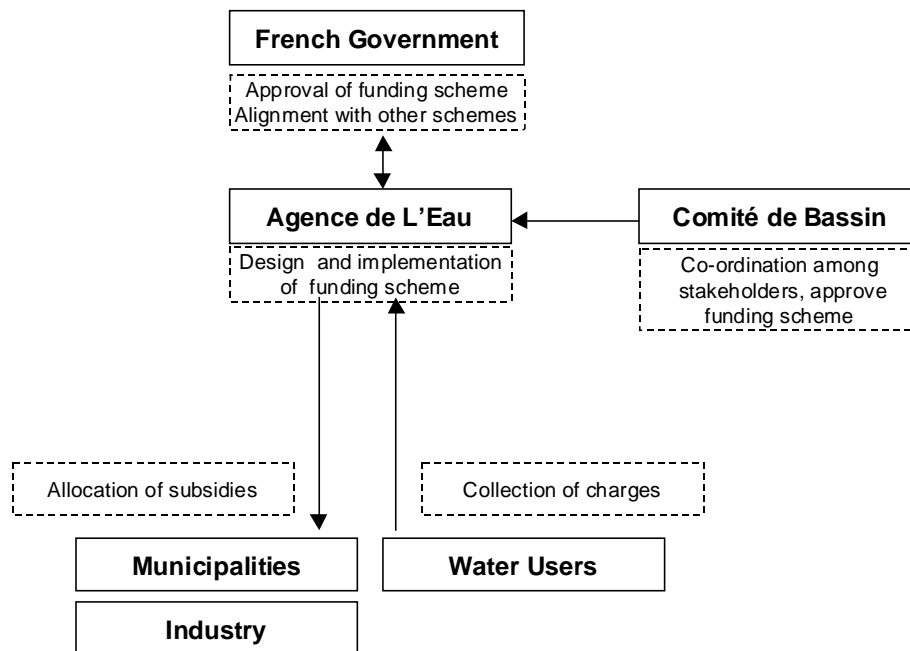 French Government
Approval of funding scheme
Alignment with other schemes
Agence de L'Eau
Design and implementation
of funding scheme
Comité de Bassin
Co-ordination among
stakeholders, approve
funding scheme
Allocation of subsidies
Collection of charges
Municipalities
Water Users
Industry